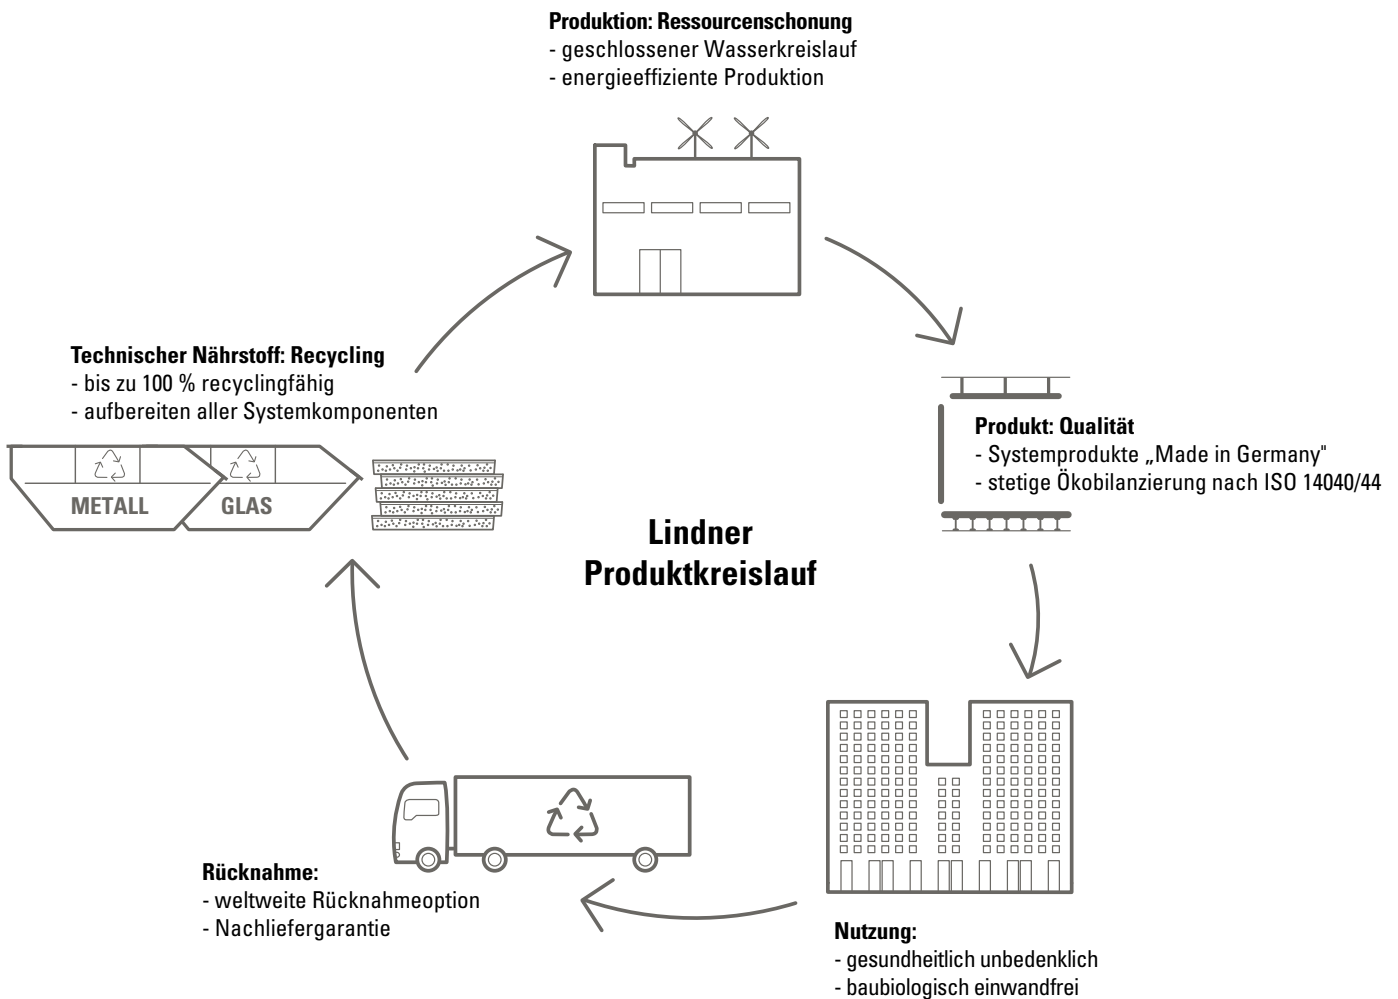 Produktion: Ressourcenschonung
- geschlossener Wasserkreislauf
- energieeffiziente Produktion
Technischer Nährstoff: Recycling
- bis zu 100 % recyclingfähig
- aufbereiten aller Systemkomponenten
METALL
GLAS
Produkt: Qualität
- Systemprodukte „Made in Germany"
- stetige Ökobilanzierung nach ISO 14040/44
Lindner
Produktkreislauf
Rücknahme:
- weltweite Rücknahmeoption
- Nachliefergarantie
Nutzung:
- gesundheitlich unbedenklich
- baubiologisch einwandfrei